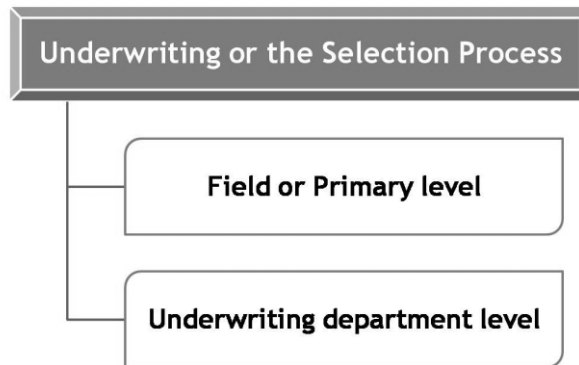 Underwriting or the Selection Process
Field or Primary level
Underwriting department level